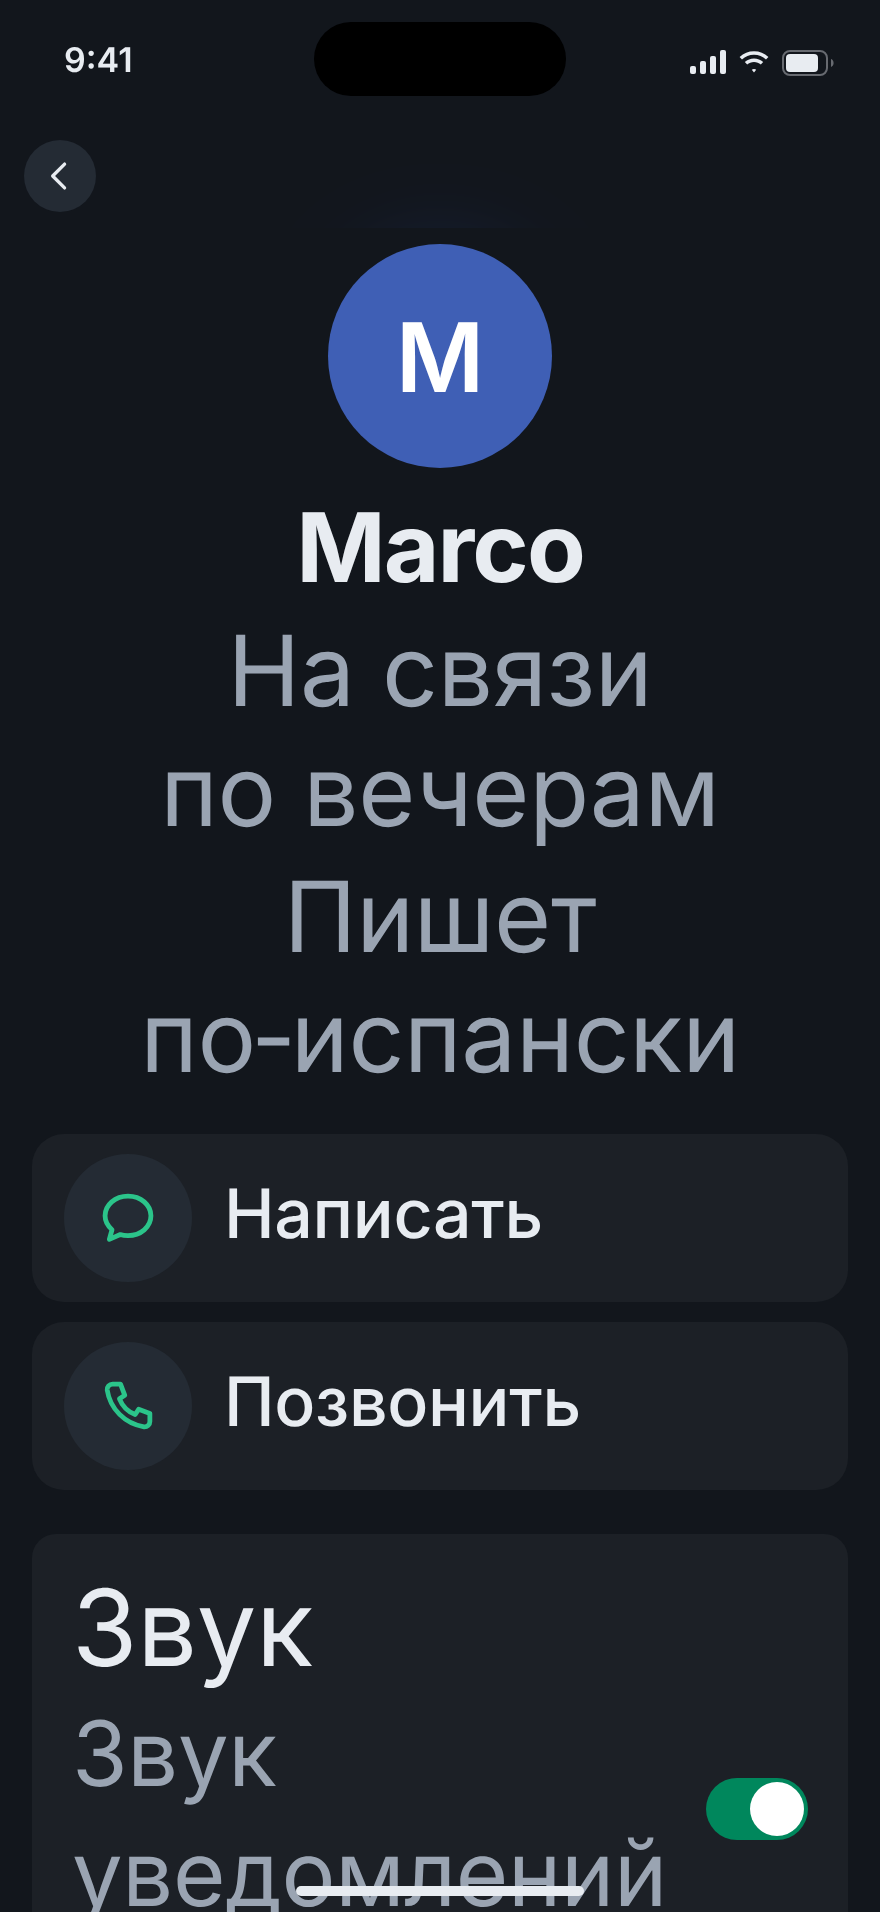 9:41
M
Marco
На связи
по вечерам
Пишет
по-испански
Написать
Позвонить
Звук
Звук
уведомлений